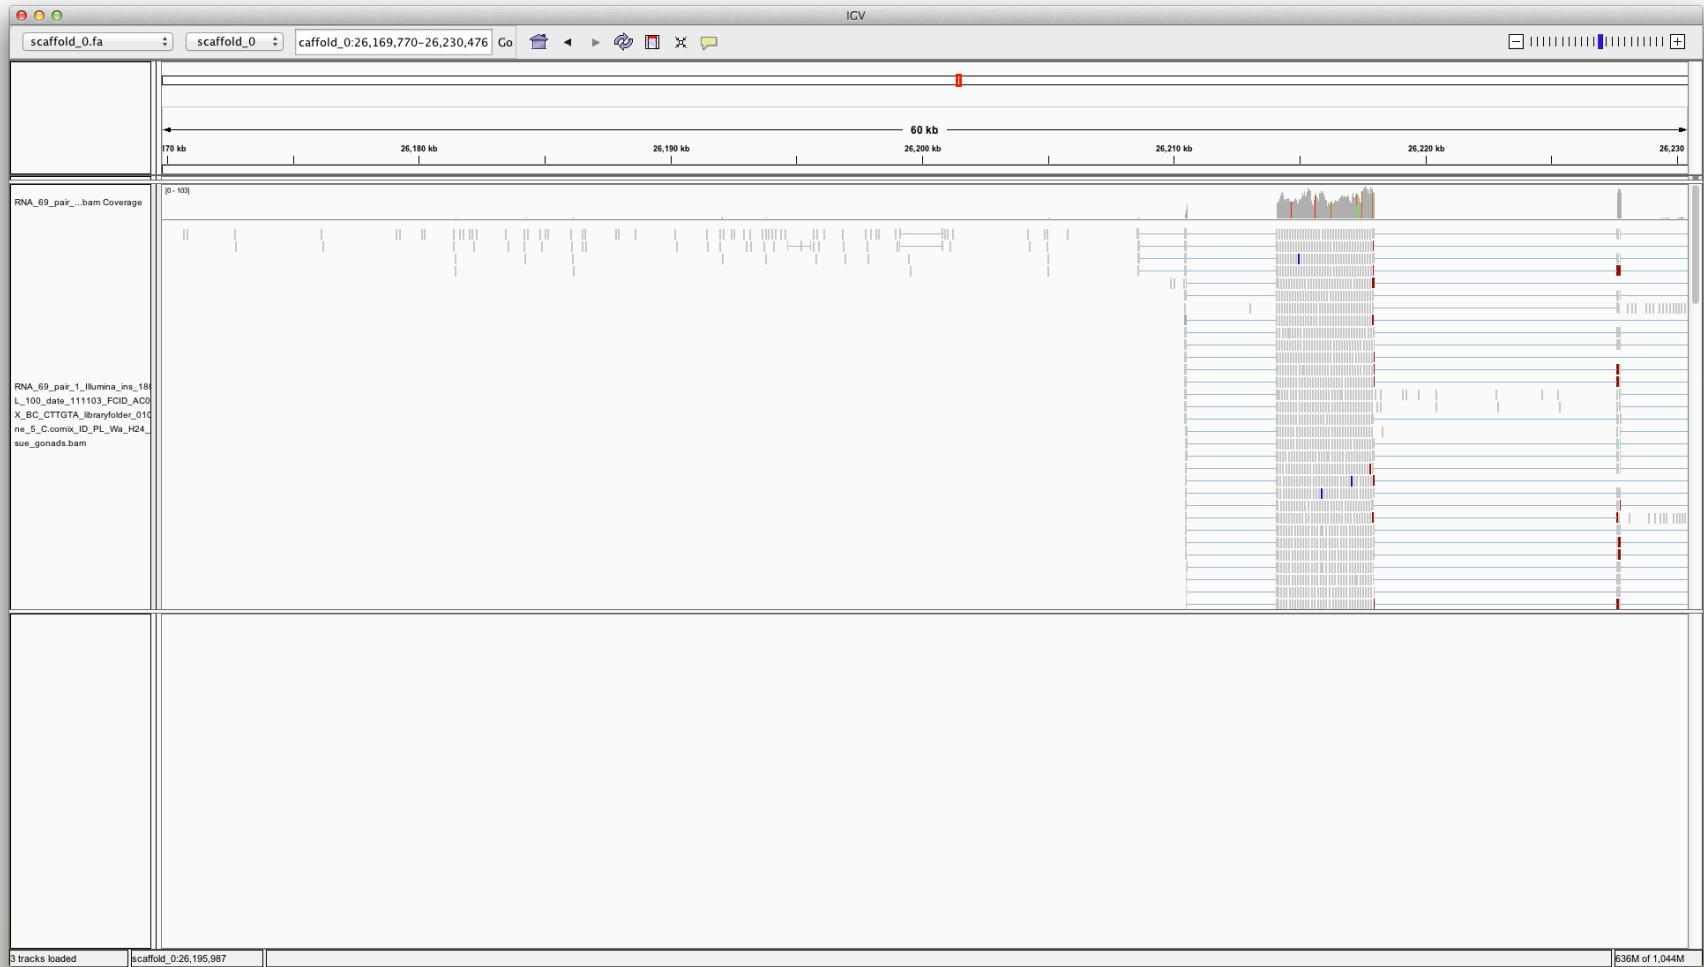 IGV
scaffold_0.fa
scaffold_0
caffold_0:26,169,770-26,230,476
Go
60 kb
170 kb
26,180 kb
26,190 kb
26,200 kb
26,210 kb
26,220 kb
26,230
RNA_69_pair_...bam Coverage
[0 - 103]
RNA_69_pair_1_Illumina_ins_180
L_100_date_111103_FCID_AC0
X_BC_CTTGTA_libraryfolder_010
ne_5_C.cornix_ID_PL_Wa_H24_
sue_gonads.bam
3 tracks loaded
scaffold_0:26,195,987
636M of 1,044M